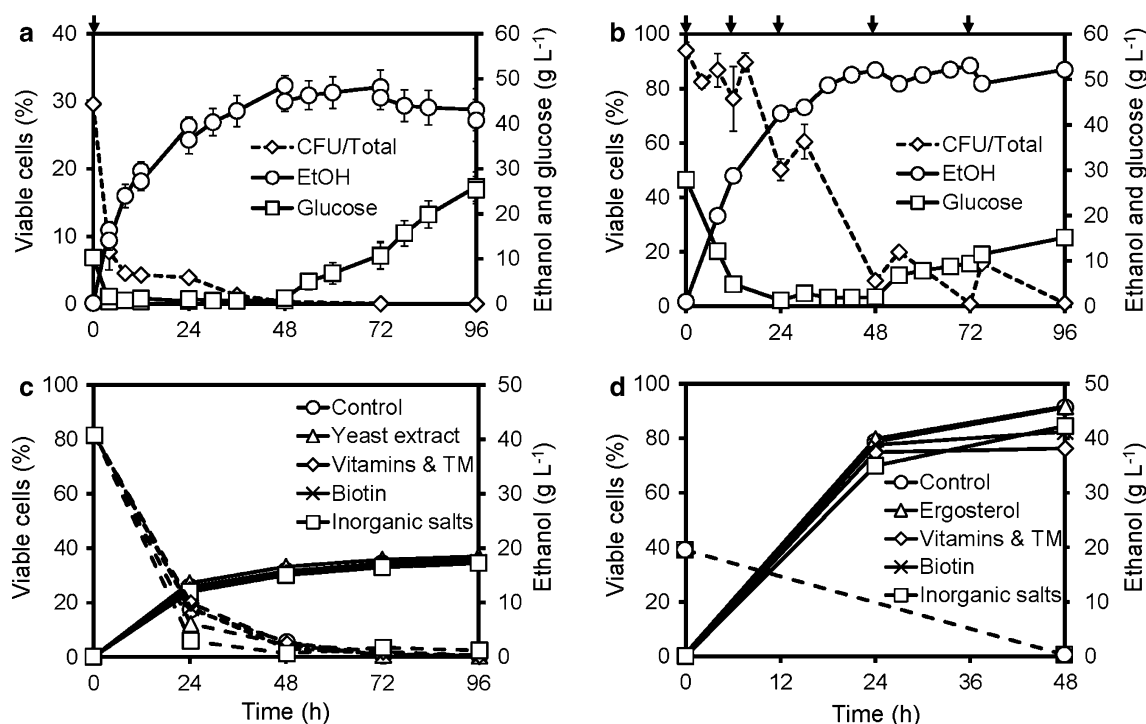 a
40
30
20
10
0
Viable cells (%)
CFU/Total
EtOH
Glucose
60
50
40
30
20
10
0
Ethanol and glucose (g L-1)
0 24 48 72 96
b
100
80
60
40
20
0
Viable cells (%)
CFU/Total
EtOH
Glucose
60
50
40
30
20
10
0
Ethanol and glucose (g L-1)
0 12 24 36 48 60 72 84 96
c
100
80
60
40
20
0
Viable cells (%)
Control
Yeast extract
Vitamins & TM
Biotin
Inorganic salts
50
40
30
20
10
0
Ethanol (g L-1)
0 24 48 72 96
Time (h)
d
100
80
60
40
20
0
Viable cells (%)
Control
Ergosterol
Vitamins & TM
Biotin
Inorganic salts
50
40
30
20
10
0
Ethanol (g L-1)
0 12 24 36 48
Time (h)